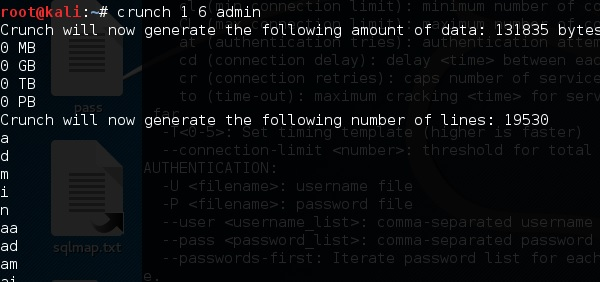 root@kali:~# crunch 1 6 admin
Crunch will now generate the following amount of data: 131835 bytes
0 MB
0 GB
0 TB
0 PB
Crunch will now generate the following number of lines: 19530
a
d
m
i
n
aa
ad
am
ai
pass
sqlmap.txt
at (authentication tries): authentication attem
cd (connection delay): delay <time> between eac
cr (connection retries): caps number of service
to (time-out): maximum cracking <time> for serv
-T<0-5>: Set timing template (higher is faster)
--connection-limit <number>: threshold for total
AUTHENTICATION:
-U <filename>: username file
-P <filename>: password file
--user <username_list>: comma-separated username
--pass <password_list>: comma-separated password
--passwords-first: Iterate password list for each
e.